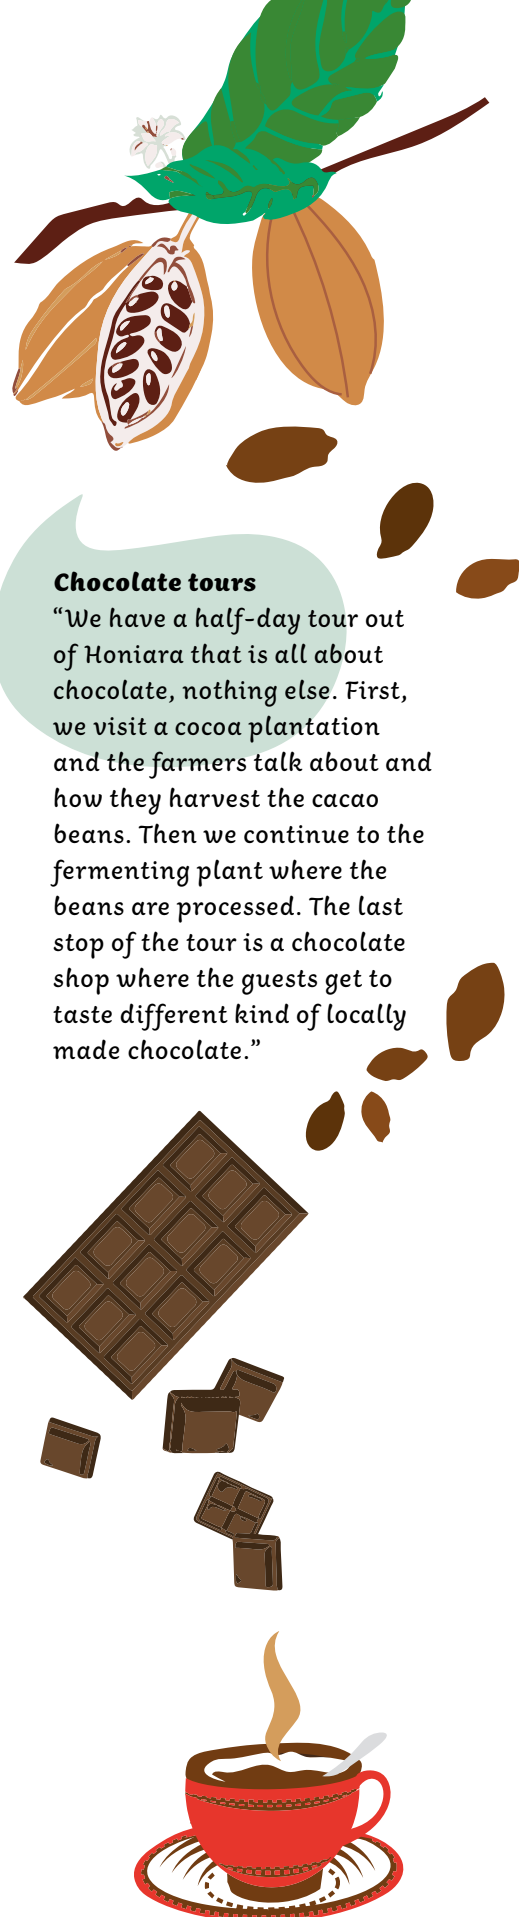 Chocolate tours
“We have a half-day tour out
of Honiara that is all about
chocolate, nothing else. First,
we visit a cocoa plantation
and the farmers talk about and
how they harvest the cacao
beans. Then we continue to the
fermenting plant where the
beans are processed. The last
stop of the tour is a chocolate
shop where the guests get to
taste different kind of locally
made chocolate.”